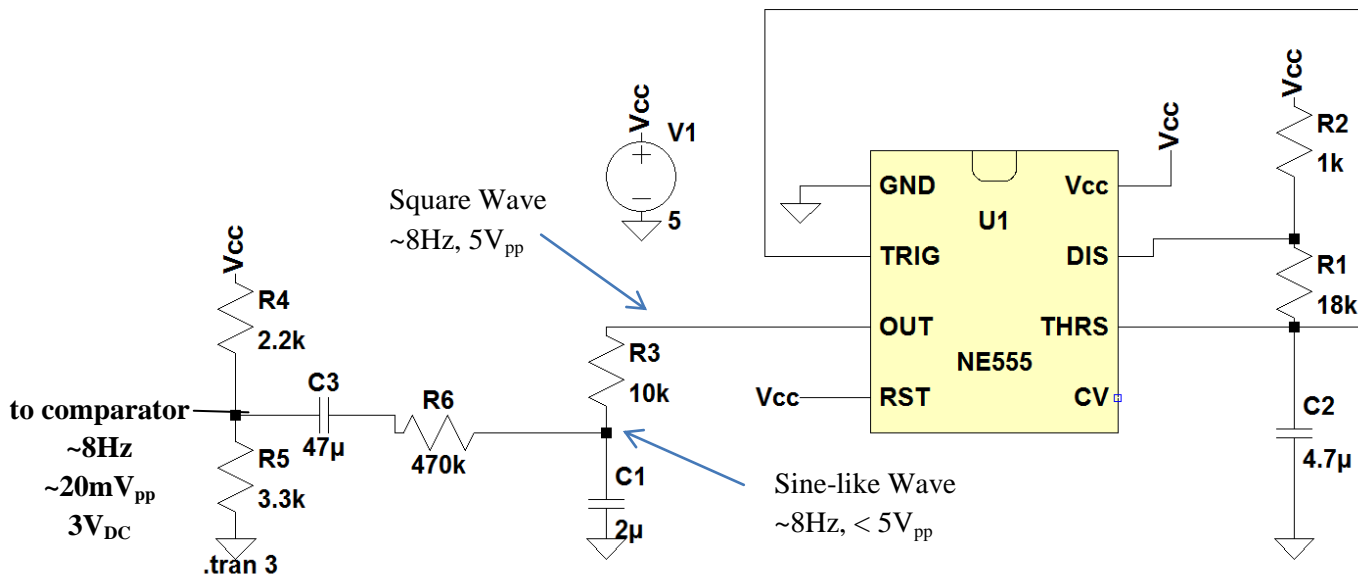 Vcc
V1
5
Square Wave
~8Hz, 5Vpp
Vcc
R4
2.2k
to comparator
~8Hz
~20mVpp
3VDC
R5
3.3k
.tran 3
C3
47µ
R6
470k
R3
10k
C1
2µ
Sine-like Wave
~8Hz, < 5Vpp
GND
TRIG
OUT
RST
Vcc
U1
NE555
Vcc
DIS
THRS
CV
Vcc
Vcc
R2
1k
R1
18k
C2
4.7µ